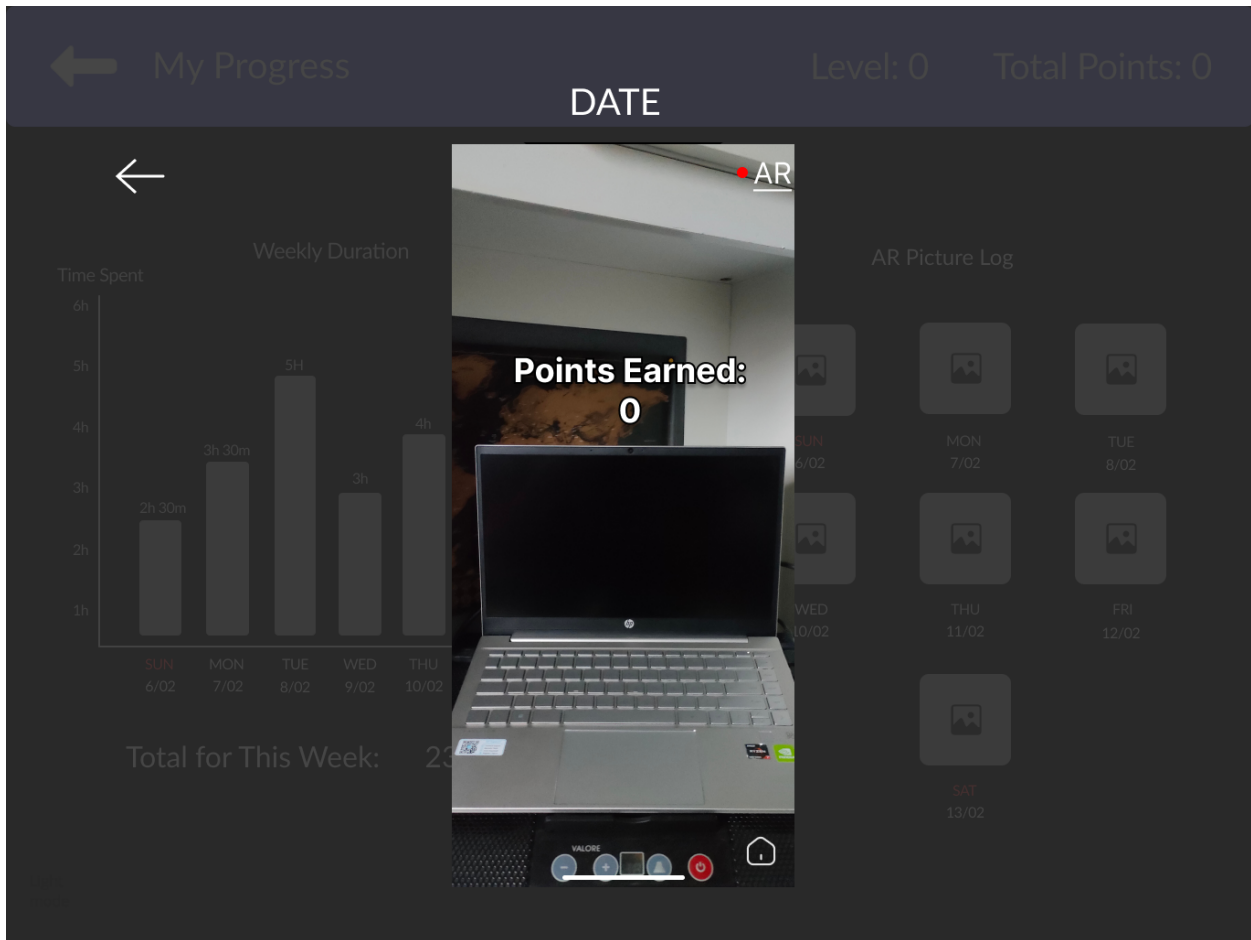 My Progress
Level: 0
Total Points: 0
DATE
AR
Weekly Duration
Time Spent
6h
5h
4h
3h
2h
1h
2h 30m
3h 30m
5H
3h
4h
SUN
6/02
MON
7/02
TUE
8/02
WED
9/02
THU
10/02
Total for This Week:
23
Points Earned:
0
hp
VALORE
AR Picture Log
SUN
6/02
MON
7/02
TUE
8/02
WED
10/02
THU
11/02
FRI
12/02
SAT
13/02